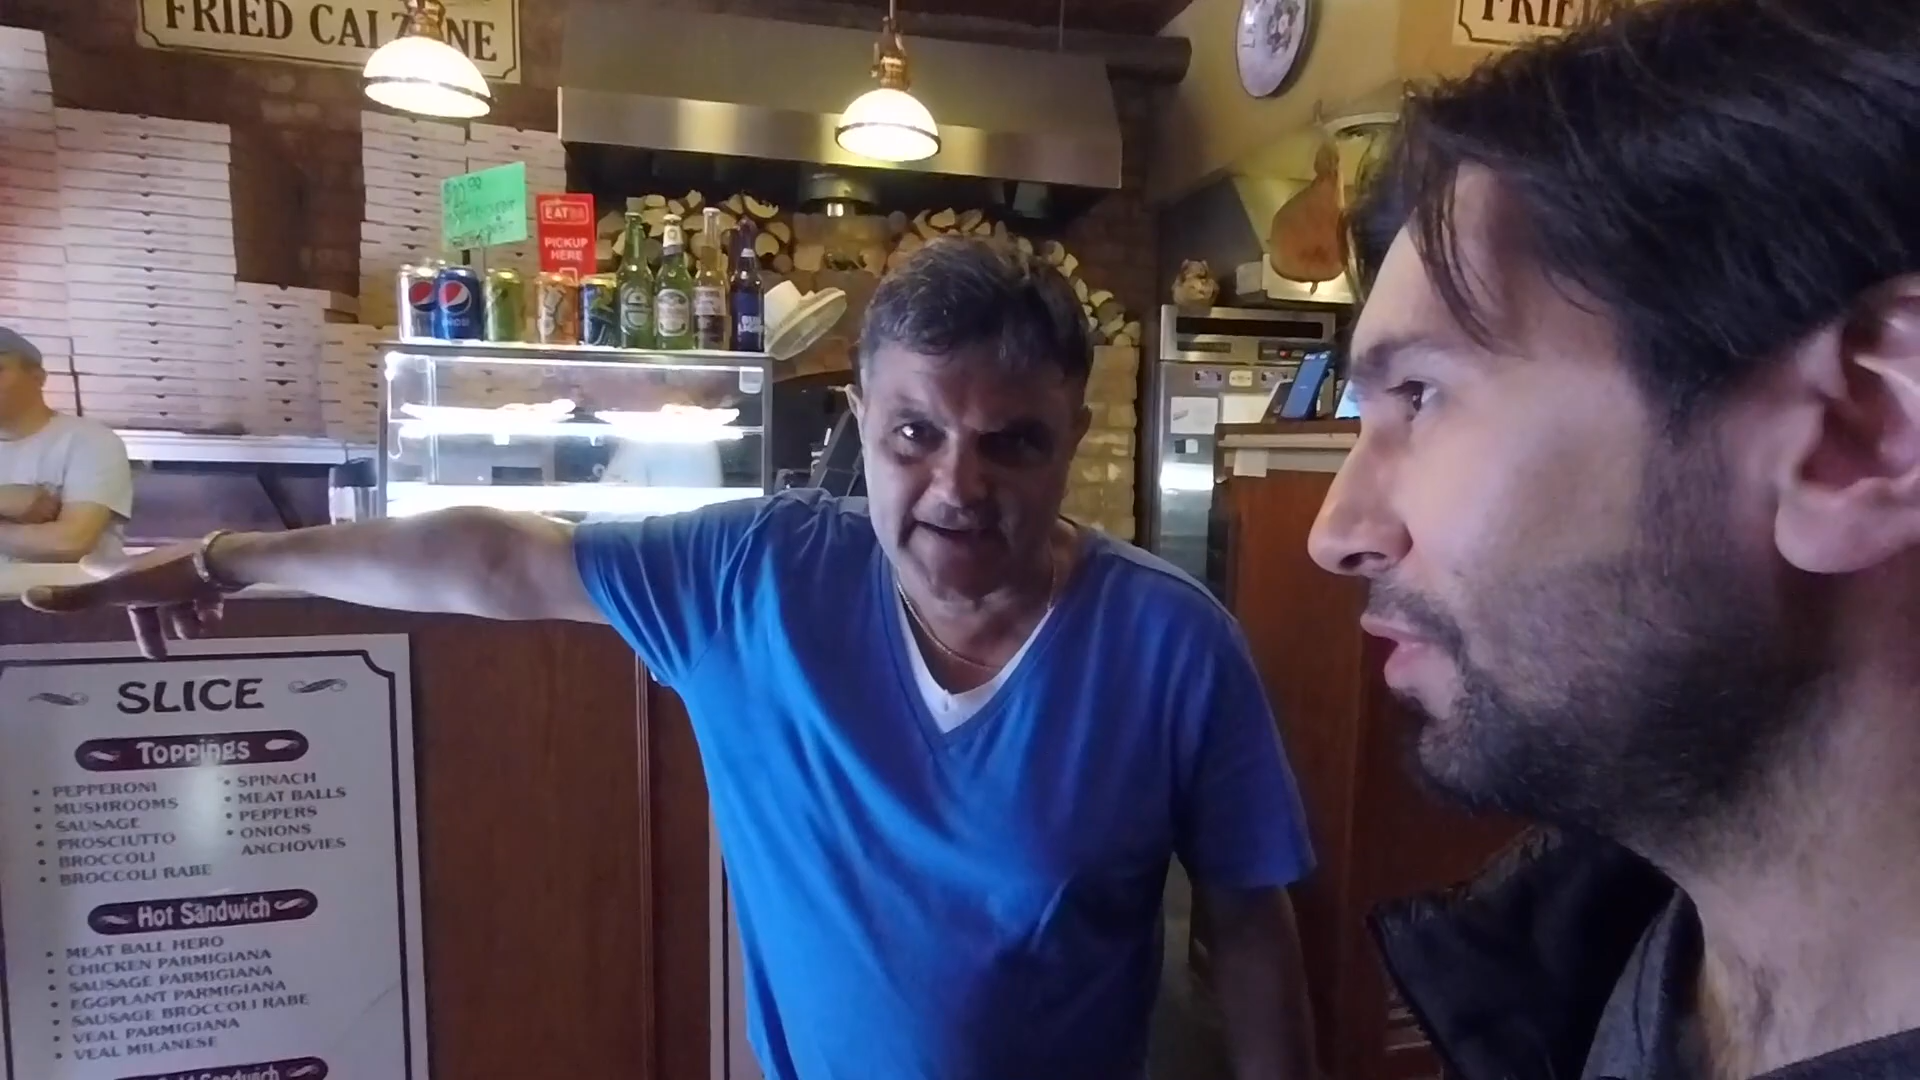 FRIED CALZONE
EAT
PICKUP
HERE
SLICE
Toppings
• PEPPERONI
• MUSHROOMS
• SAUSAGE
• PROSCIUTTO
• BROCCOLI
• BROCCOLI RABE
• SPINACH
• MEAT BALLS
• PEPPERS
• ONIONS
ANCHOVIES
Hot Sandwich
• MEAT BALL HERO
• CHICKEN PARMIGIANA
• SAUSAGE PARMIGIANA
• EGGPLANT PARMIGIANA
• SAUSAGE BROCCOLI RABE
• VEAL PARMIGIANA
• VEAL MILANESE
Sandwich